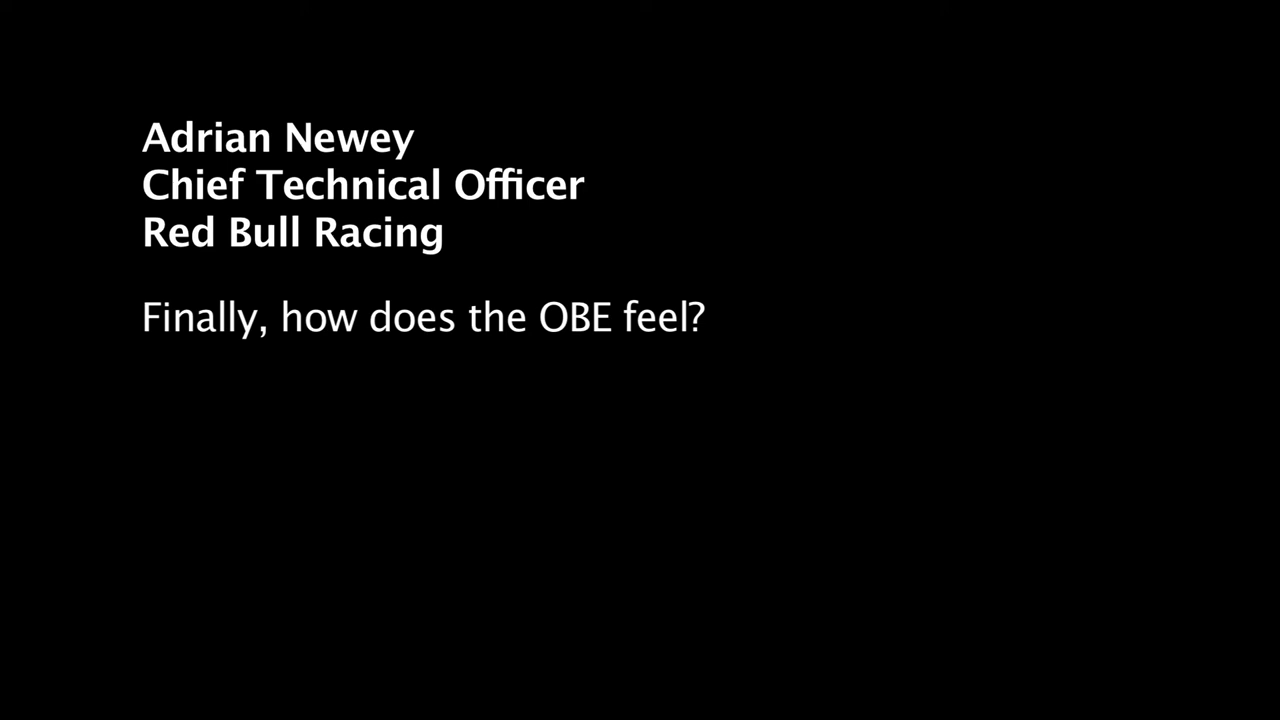 Adrian Newey
Chief Technical Officer
Red Bull Racing
Finally, how does the OBE feel?